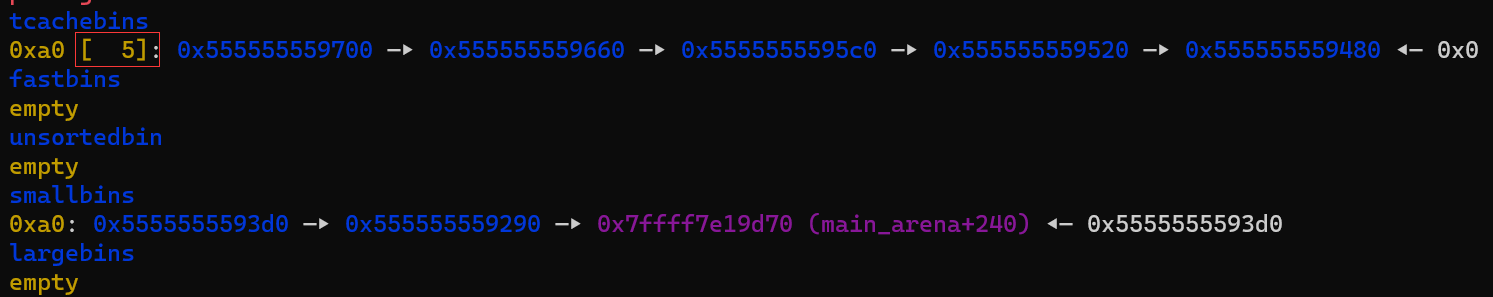 tcachebins
0xa0 [  5]: 0x555555559700 —▸ 0x555555559660 —▸ 0x5555555595c0 —▸ 0x555555559520 —▸ 0x555555559480 ◂— 0x0
fastbins
empty
unsortedbin
empty
smallbins
0xa0: 0x5555555593d0 —▸ 0x555555559290 —▸ 0x7ffff7e19d70 (main_arena+240) ◂— 0x5555555593d0
largebins
empty